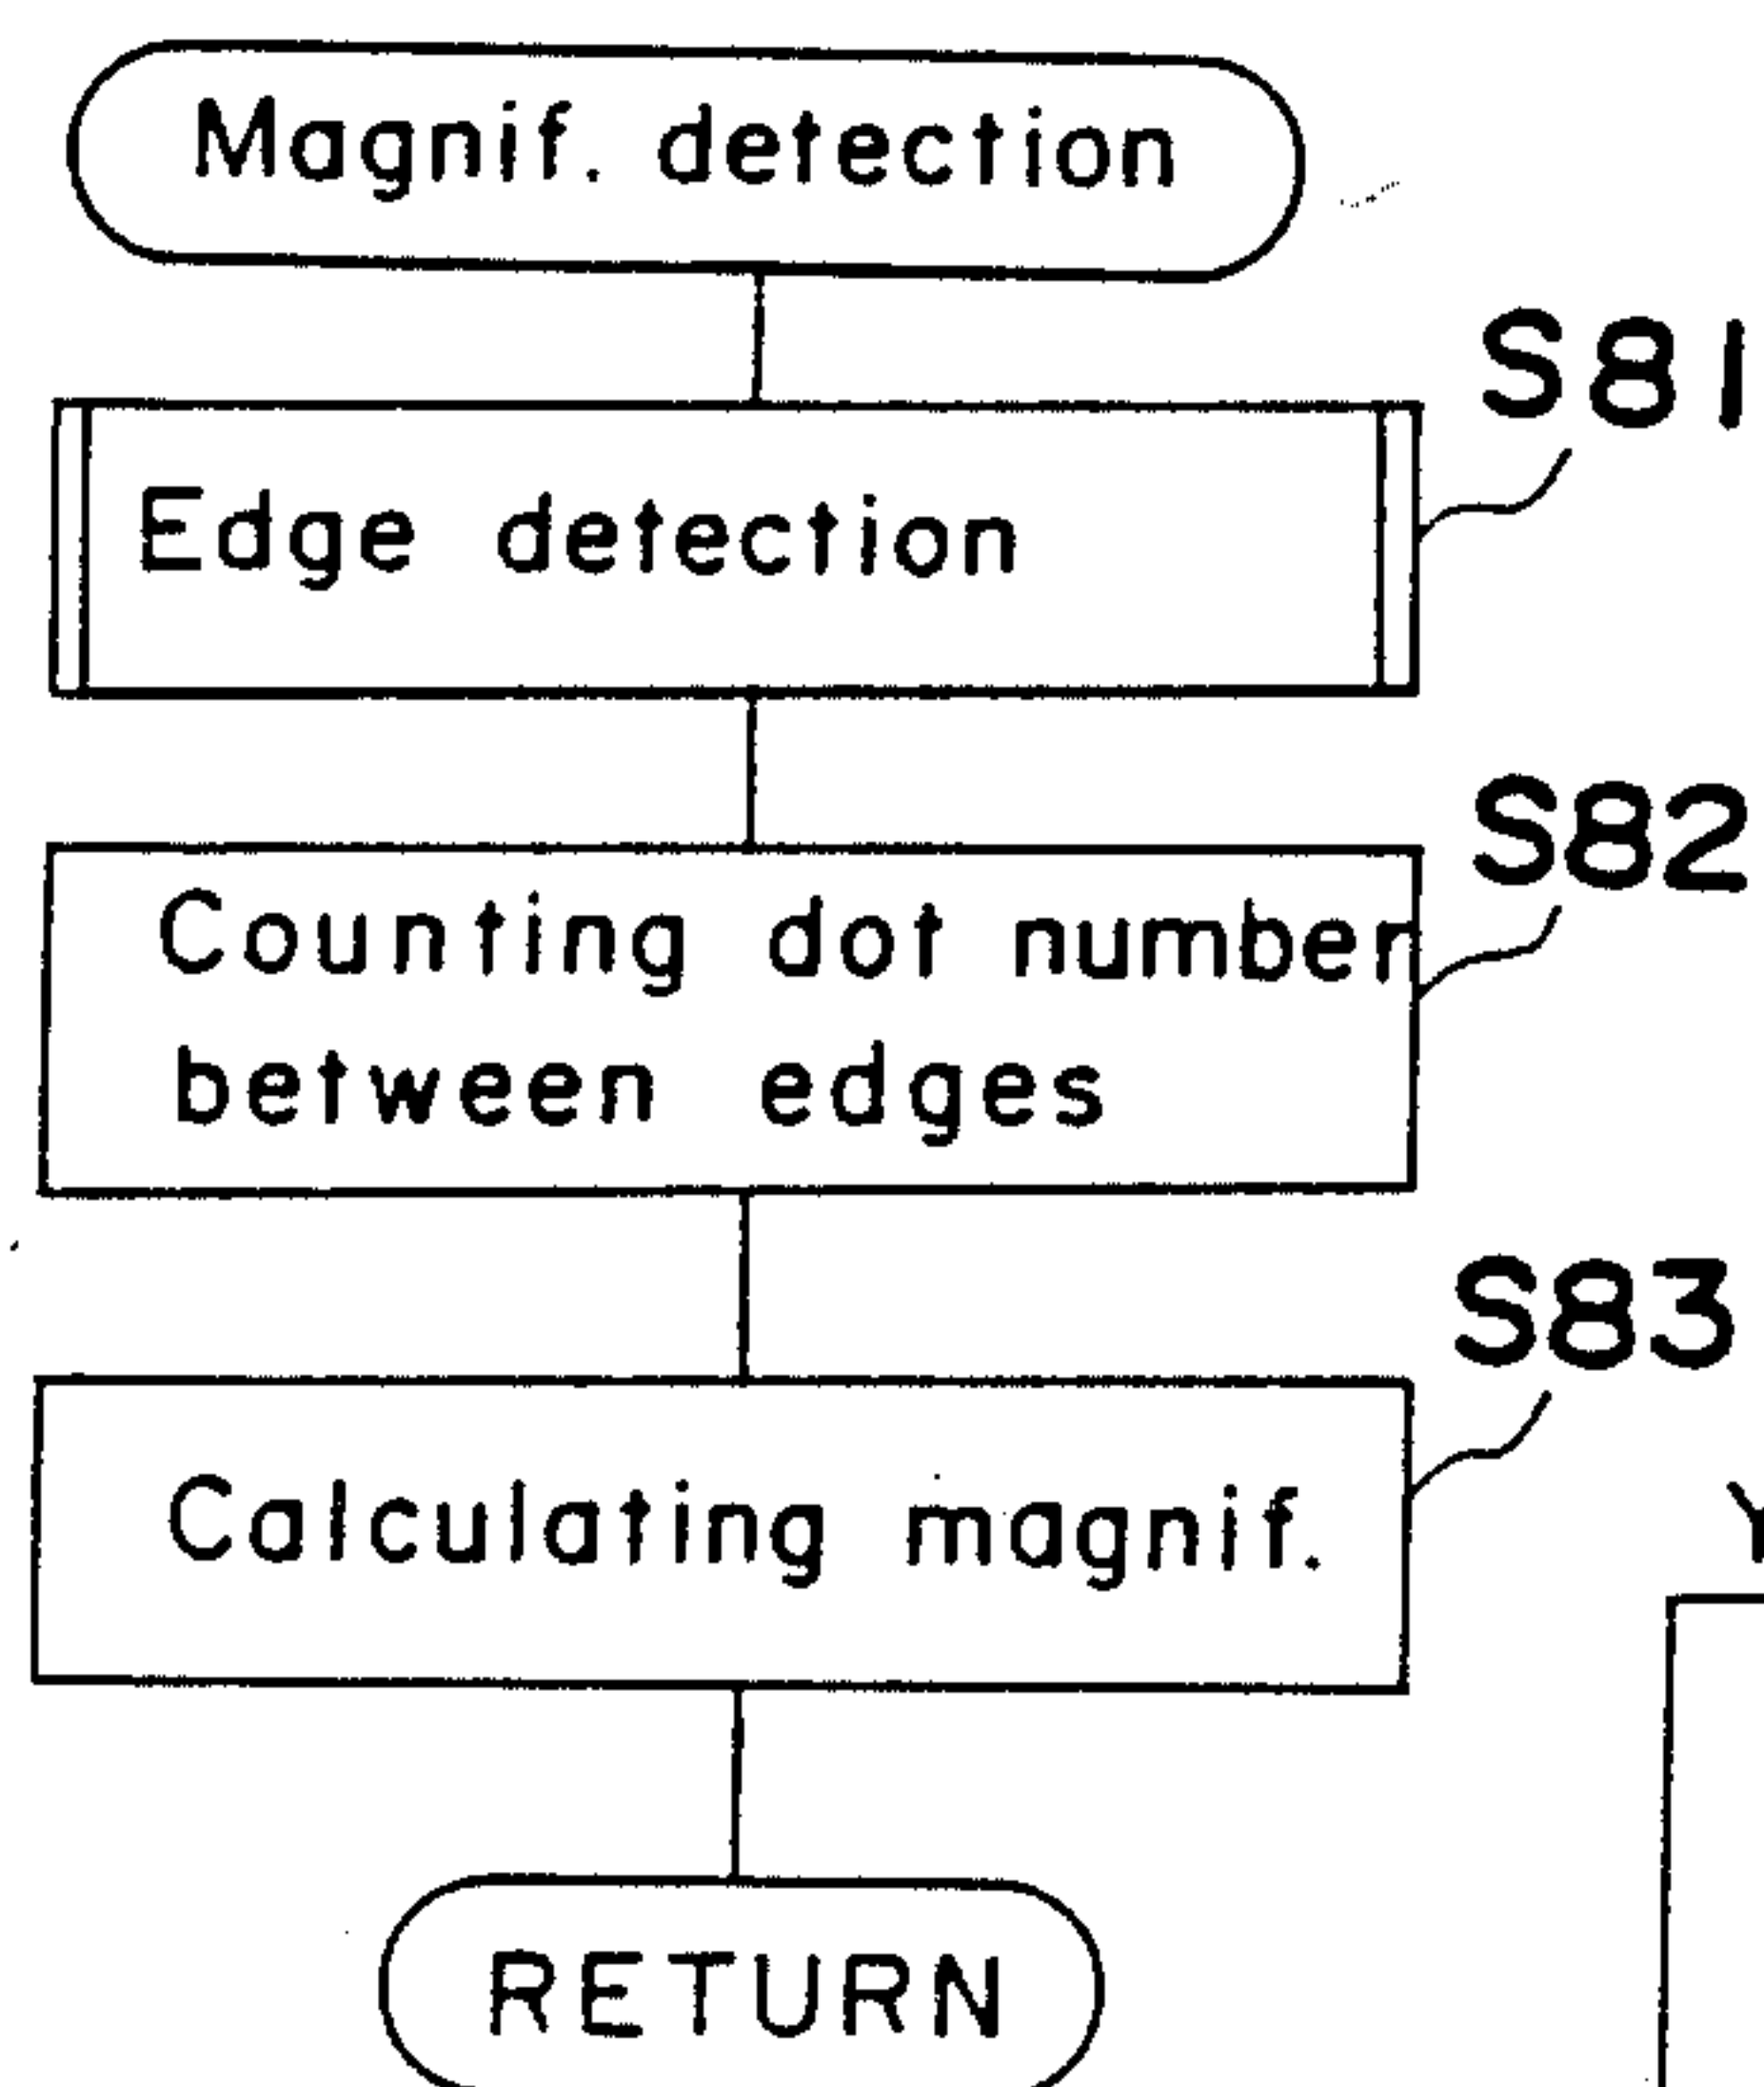 Magnif. detection
S81
Edge detection
S82
Counting dot number
between edges
S83
Calculating magnif.
RETURN